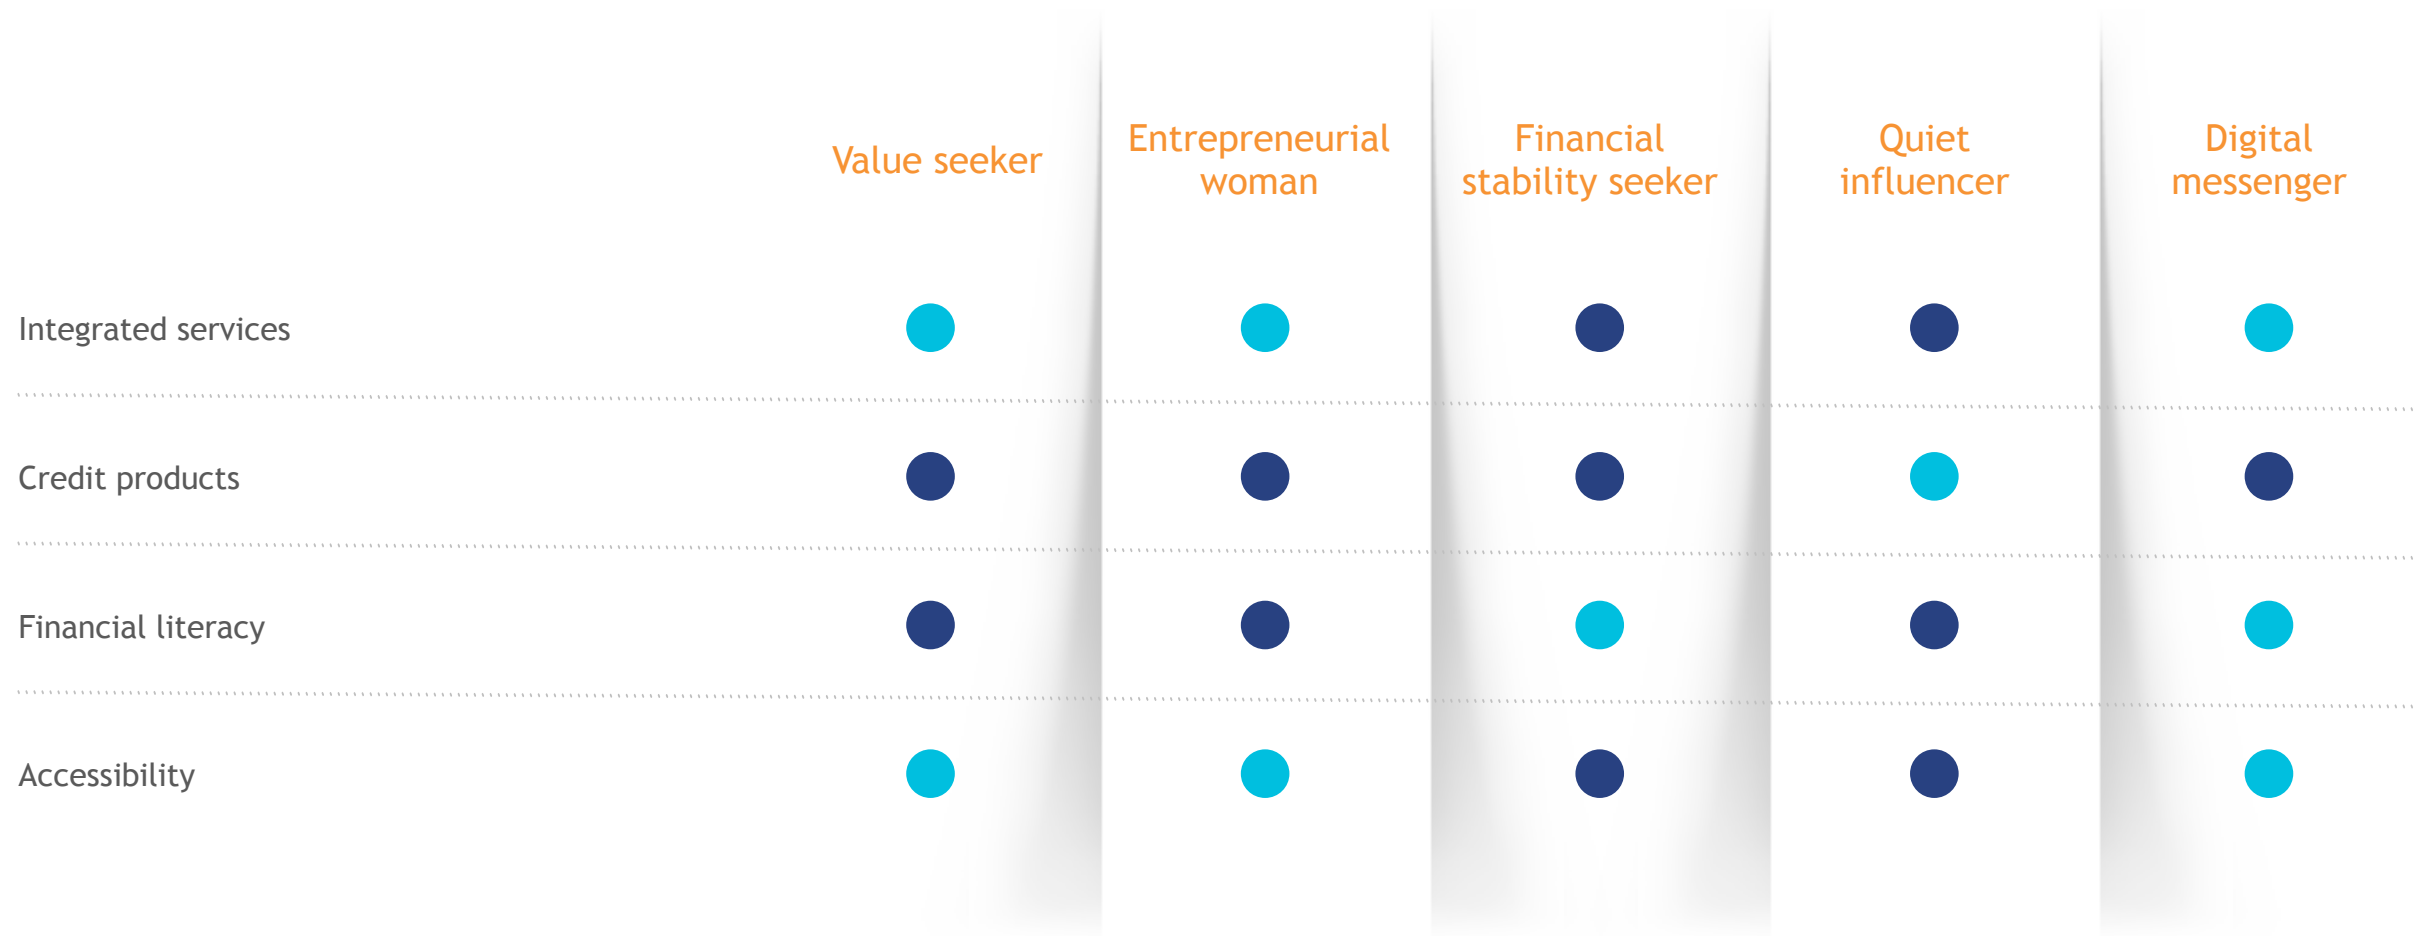 Value seeker
Entrepreneurial
woman
Financial
stability seeker
Quiet
influencer
Digital
messenger
Integrated services
Credit products
Financial literacy
Accessibility